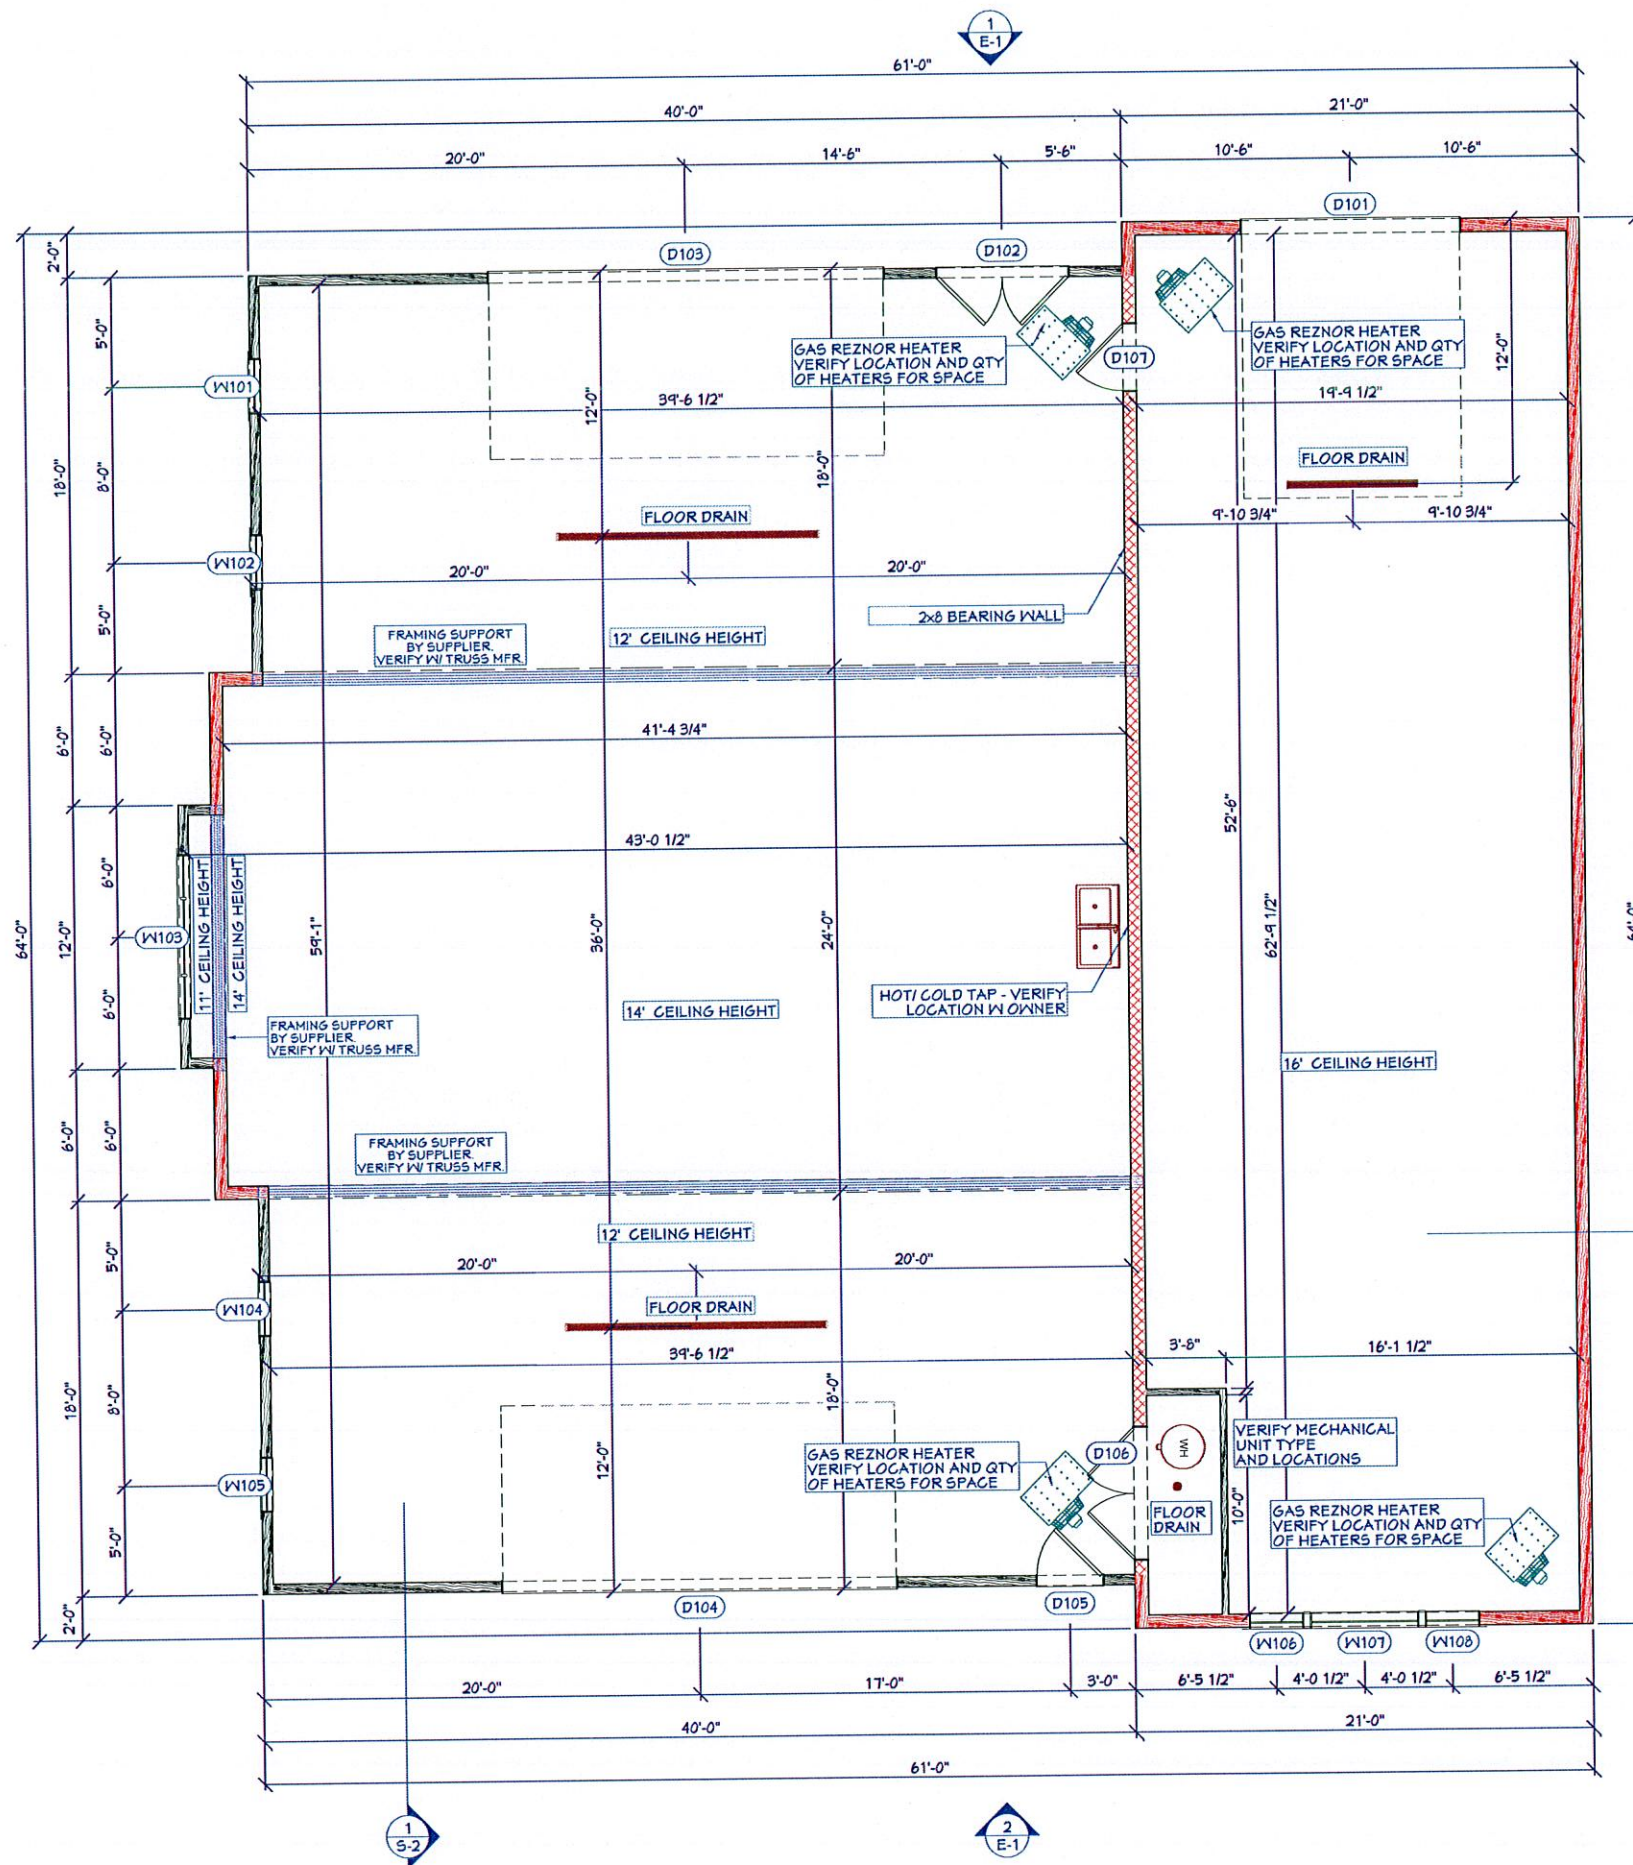 1
E-1
61'-0"
40'-0"
21'-0"
20'-0"
14'-6"
5'-6"
10'-6"
10'-6"
D101
D103
D102
2'-0"
5'-0"
GAS REZNOR HEATER
VERIFY LOCATION AND QTY
OF HEATERS FOR SPACE
D107
GAS REZNOR HEATER
VERIFY LOCATION AND QTY
OF HEATERS FOR SPACE
12'-0"
W101
12'-0"
39'-6 1/2"
19'-9 1/2"
18'-0"
8'-0"
18'-0"
FLOOR DRAIN
FLOOR DRAIN
9'-10 3/4"
9'-10 3/4"
W102
20'-0"
20'-0"
2x8 BEARING WALL
5'-0"
FRAMING SUPPORT
BY SUPPLIER.
VERIFY W/ TRUSS MFR.
12' CEILING HEIGHT
6'-0"
6'-0"
41'-4 3/4"
52'-6"
43'-0 1/2"
6'-0"
11' CEILING HEIGHT
14' CEILING HEIGHT
64'-0"
12'-0"
W103
59'-1"
36'-0"
24'-0"
62'-9 1/2"
64'-0"
6'-0"
FRAMING SUPPORT
BY SUPPLIER.
VERIFY W/ TRUSS MFR.
14' CEILING HEIGHT
HOT/ COLD TAP - VERIFY
LOCATION W OWNER
16' CEILING HEIGHT
6'-0"
6'-0"
FRAMING SUPPORT
BY SUPPLIER.
VERIFY W/ TRUSS MFR.
12' CEILING HEIGHT
5'-0"
20'-0"
20'-0"
W104
FLOOR DRAIN
39'-6 1/2"
3'-8"
16'-1 1/2"
18'-0"
8'-0"
18'-0"
12'-0"
GAS REZNOR HEATER
VERIFY LOCATION AND QTY
OF HEATERS FOR SPACE
D106
WH
VERIFY MECHANICAL
UNIT TYPE
AND LOCATIONS
W105
10'-0"
FLOOR
DRAIN
GAS REZNOR HEATER
VERIFY LOCATION AND QTY
OF HEATERS FOR SPACE
5'-0"
2'-0"
D104
D105
W106
W107
W108
20'-0"
17'-0"
3'-0"
6'-5 1/2"
4'-0 1/2"
4'-0 1/2"
6'-5 1/2"
40'-0"
21'-0"
61'-0"
1
S-2
2
E-1